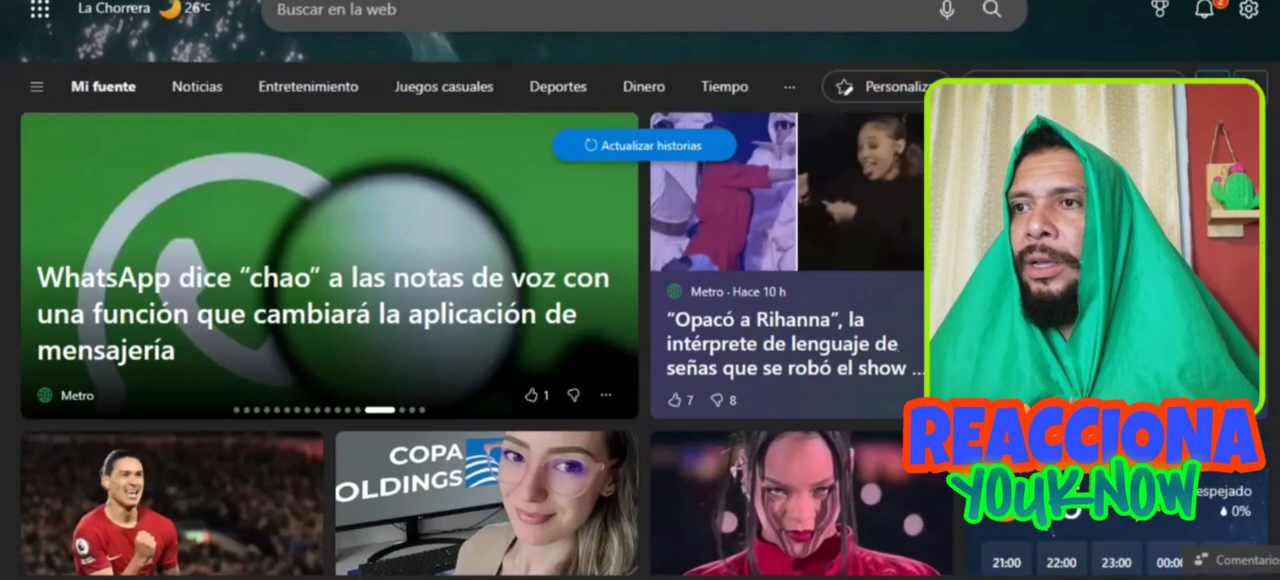 La Chorrera 26°C
Buscar en la web
2
Mi fuente Noticias Entretenimiento Juegos casuales Deportes Dinero Tiempo ... Personaliz
Actualizar historias
WhatsApp dice “chao” a las notas de voz con
una función que cambiará la aplicación de
mensajería
Metro
1
Metro · Hace 10 h
“Opacó a Rihanna”, la
intérprete de lenguaje de
señas que se robó el show ...
7 8
REACCIONA
YOUK-NOW
COPA
OLDINGS
espejado
0%
21:00 22:00 23:00 00:0
Comentario